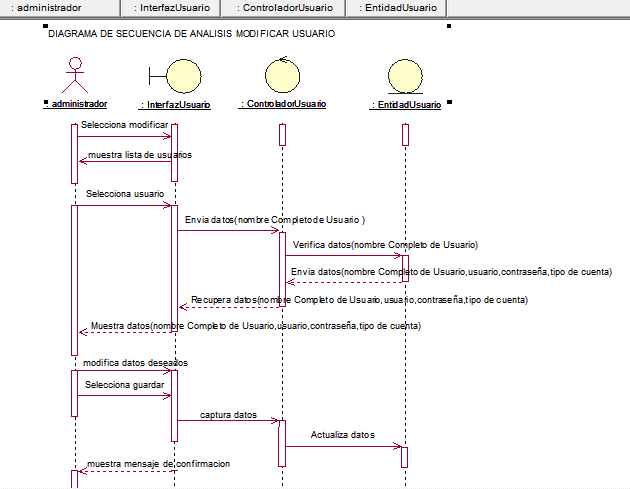 : administrador
: InterfazUsuario
: ControladorUsuario
: EntidadUsuario
DIAGRAMA DE SECUENCIA DE ANALISIS MODIFICAR USUARIO
: administrador
: InterfazUsuario
: ControladorUsuario
: EntidadUsuario
Selecciona modificar
muestra lista de usuarios
Selecciona usuario
Envia datos(nombre Completo de Usuario )
Verifica datos(nombre Completo de Usuario)
Envia datos(nombre Completo de Usuario,usuario,contraseña,tipo de cuenta)
Recupera datos(nombre Completo de Usuario,usuario,contraseña,tipo de cuenta)
Muestra datos(nombre Completo de Usuario,usuario,contraseña,tipo de cuenta)
modifica datos deseados
Selecciona guardar
captura datos
Actualiza datos
muestra mensaje de confirmacion